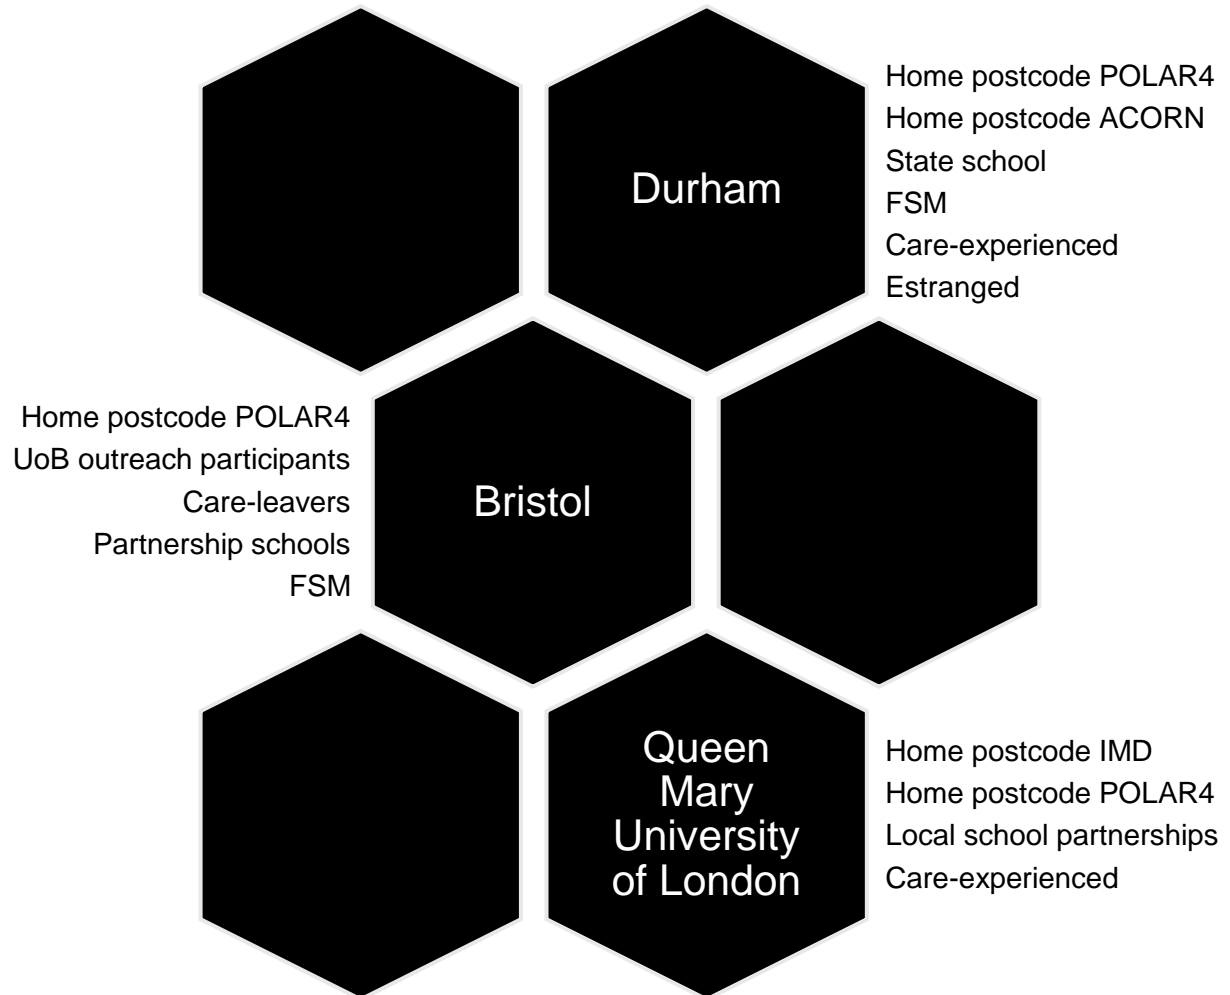 Durham
Home postcode POLAR4
Home postcode ACORN
State school
FSM
Care-experienced
Estranged
Home postcode POLAR4
UoB outreach participants
Care-leavers
Partnership schools
FSM
Bristol
Queen
Mary
University
of London
Home postcode IMD
Home postcode POLAR4
Local school partnerships
Care-experienced